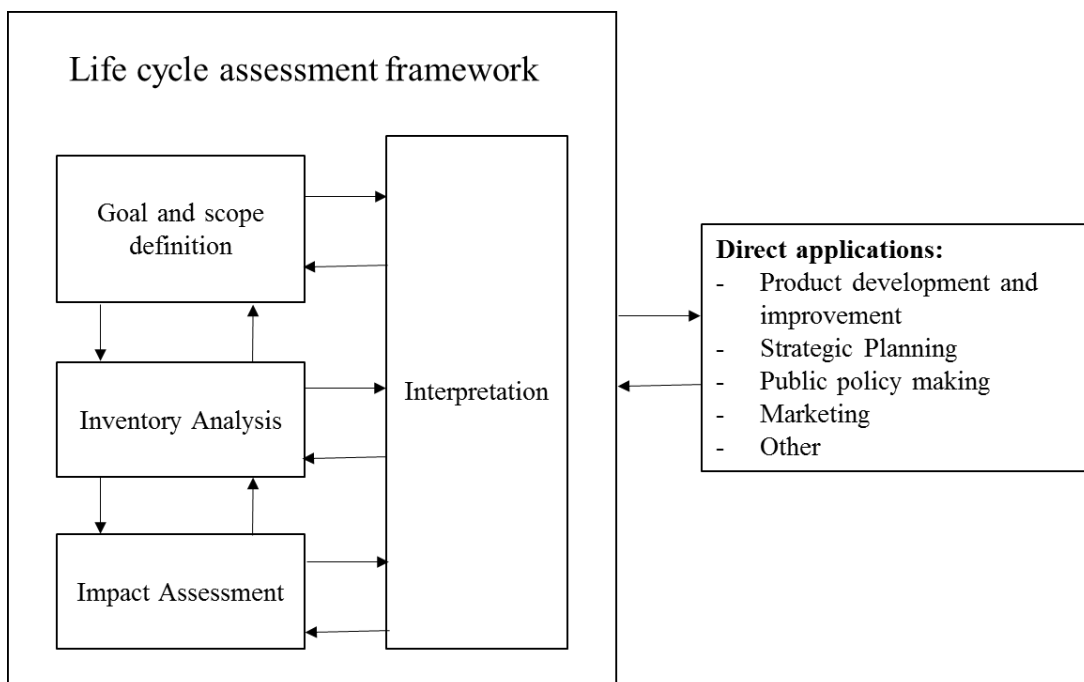 Life cycle assessment framework
Goal and scope
definition
Inventory Analysis
Impact Assessment
Interpretation
Direct applications:
- Product development and
improvement
- Strategic Planning
- Public policy making
- Marketing
- Other